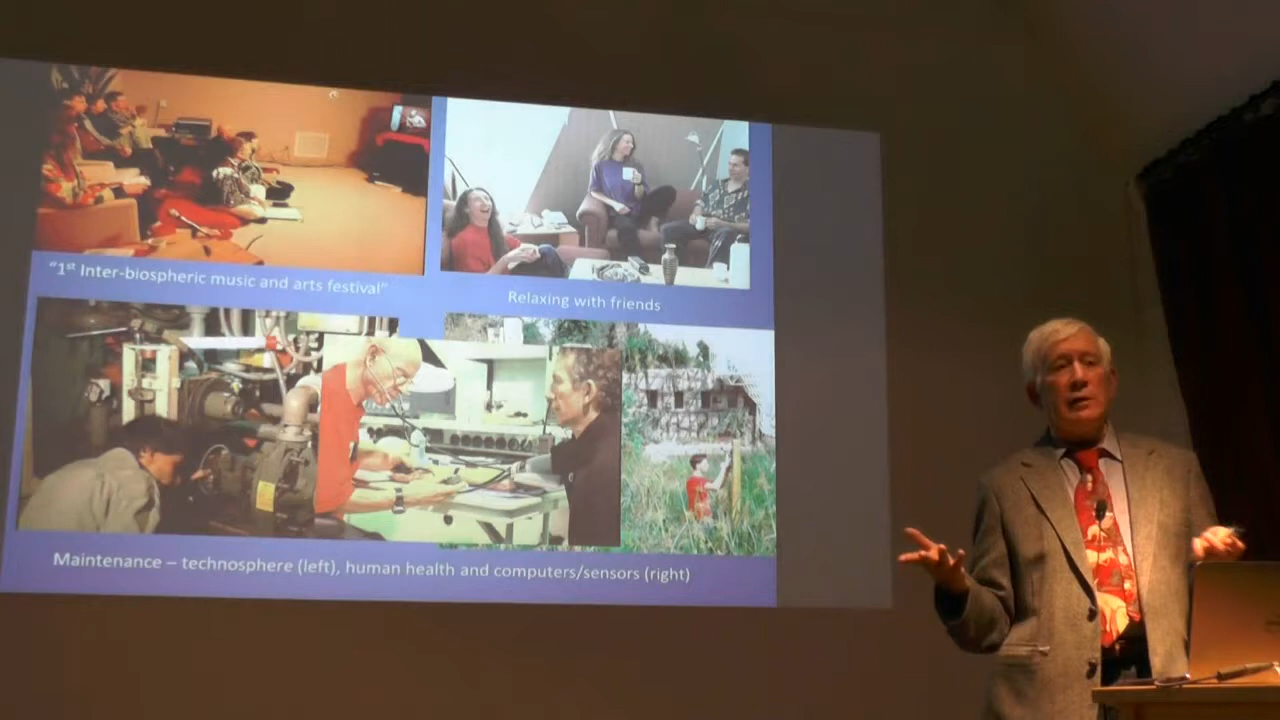 "1st Inter-biospheric music and arts festival"
Relaxing with friends
Maintenance – technosphere (left), human health and computers/sensors (right)